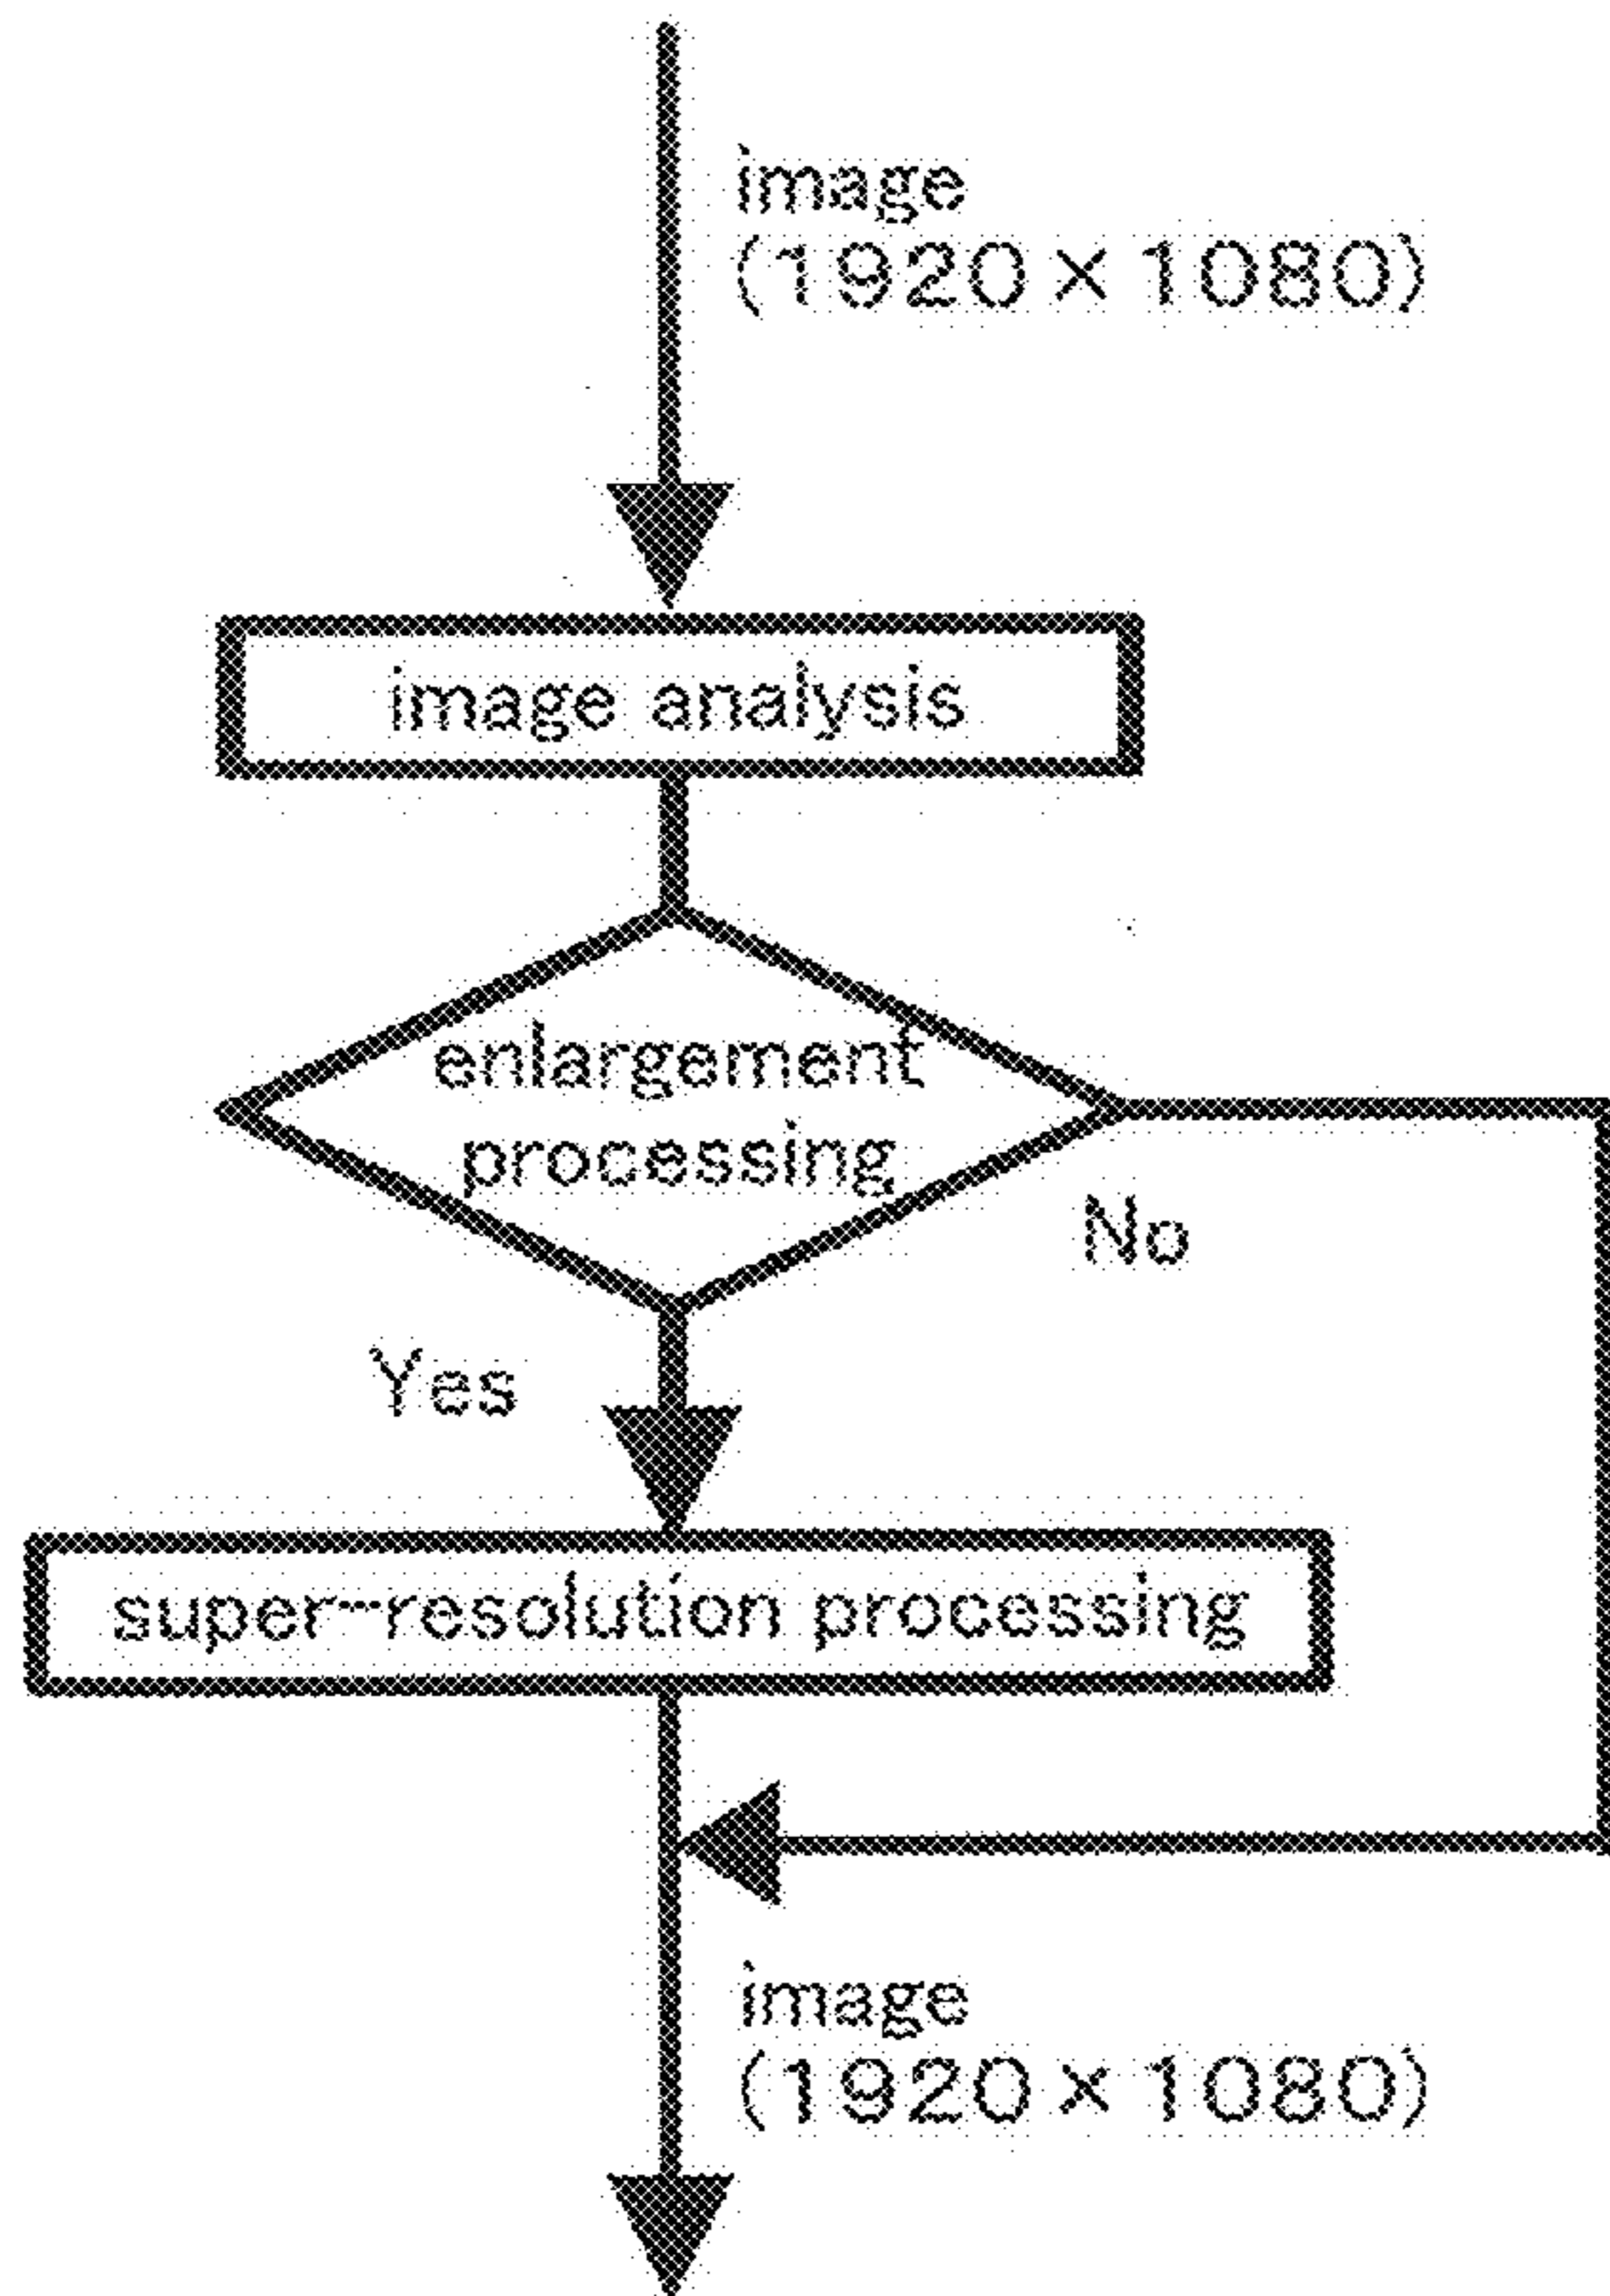 image
(1920×1080)
image analysis
enlargement
processing
No
Yes
super-resolution processing
image
(1920×1080)